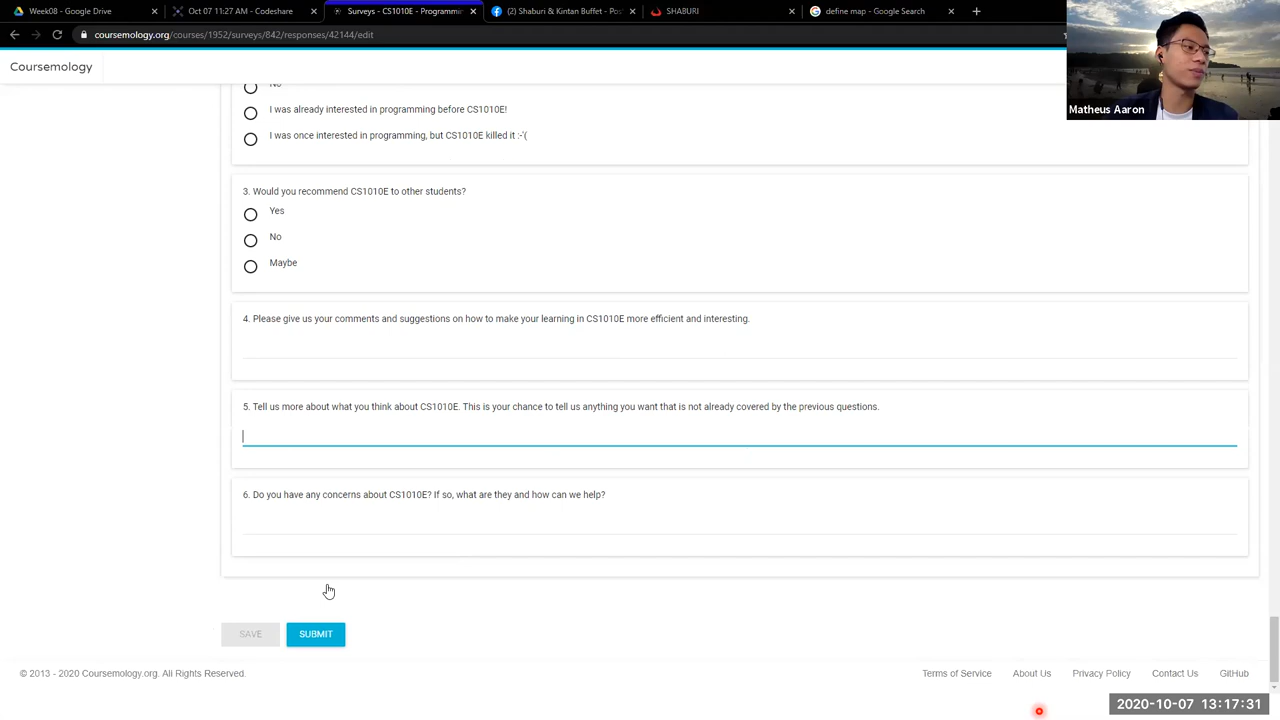 Week08 - Google Drive
Oct 07 11:27 AM - Codeshare
Surveys - CS1010E - Programmin
(2) Shaburi & Kintan Buffet - Pos
SHABURI
define map - Google Search
coursemology.org/courses/1952/surveys/842/responses/42144/edit
Coursemology
Matheus Aaron
No
I was already interested in programming before CS1010E!
I was once interested in programming, but CS1010E killed it :-'(
3. Would you recommend CS1010E to other students?
Yes
No
Maybe
4. Please give us your comments and suggestions on how to make your learning in CS1010E more efficient and interesting.
5. Tell us more about what you think about CS1010E. This is your chance to tell us anything you want that is not already covered by the previous questions.
6. Do you have any concerns about CS1010E? If so, what are they and how can we help?
SAVE
SUBMIT
© 2013 - 2020 Coursemology.org. All Rights Reserved.
Terms of Service
About Us
Privacy Policy
Contact Us
GitHub
2020-10-07 13:17:31